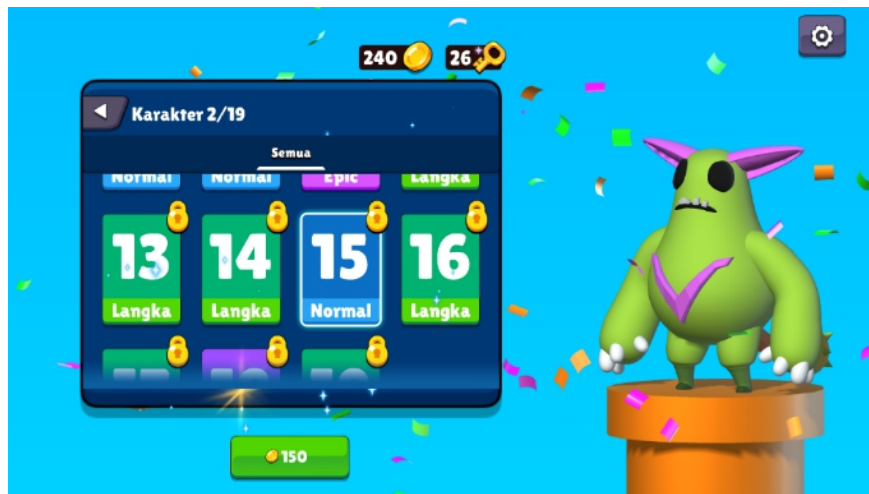 240 26
Karakter 2/19
Semua
Normal Normal Epic Langka
13 14 15 16
Langka Langka Normal Langka
150